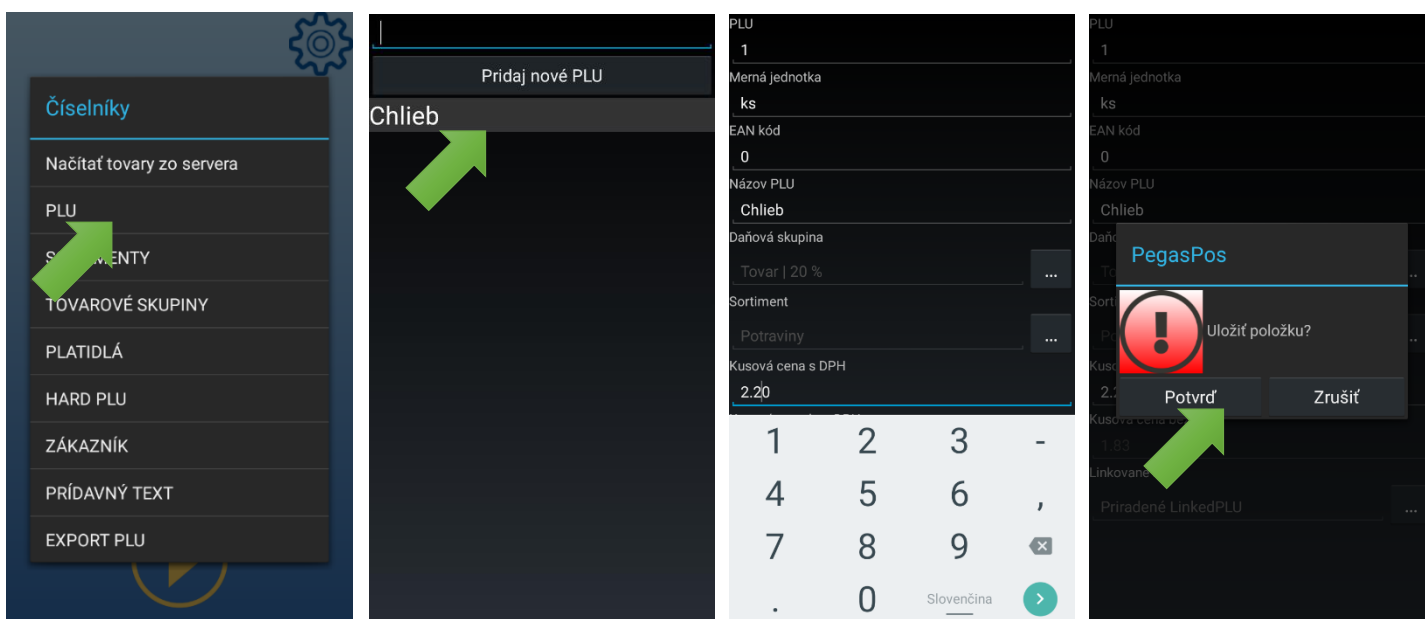 Číselníky
Načítať tovary zo servera
PLU
TOVAROVÉ SKUPINY
PLATIDLÁ
HARD PLU
ZÁKAZNÍK
PRÍDAVNÝ TEXT
EXPORT PLU
Pridaj nové PLU
Chlieb
PLU
1
Merná jednotka
ks
EAN kód
0
Názov PLU
Chlieb
Daňová skupina
Tovar | 20 %
...
Sortiment
Potraviny
...
Kusová cena s DPH
2.20
1 2 3 -
4 5 6 ,
7 8 9
. 0 Slovenčina
PLU
1
Merná jednotka
ks
EAN kód
0
Názov PLU
Chlieb
PegasPos
Uložiť položku?
Potvrď Zrušiť
Kusová cena
1.83
Priradené LinkedPLU
...